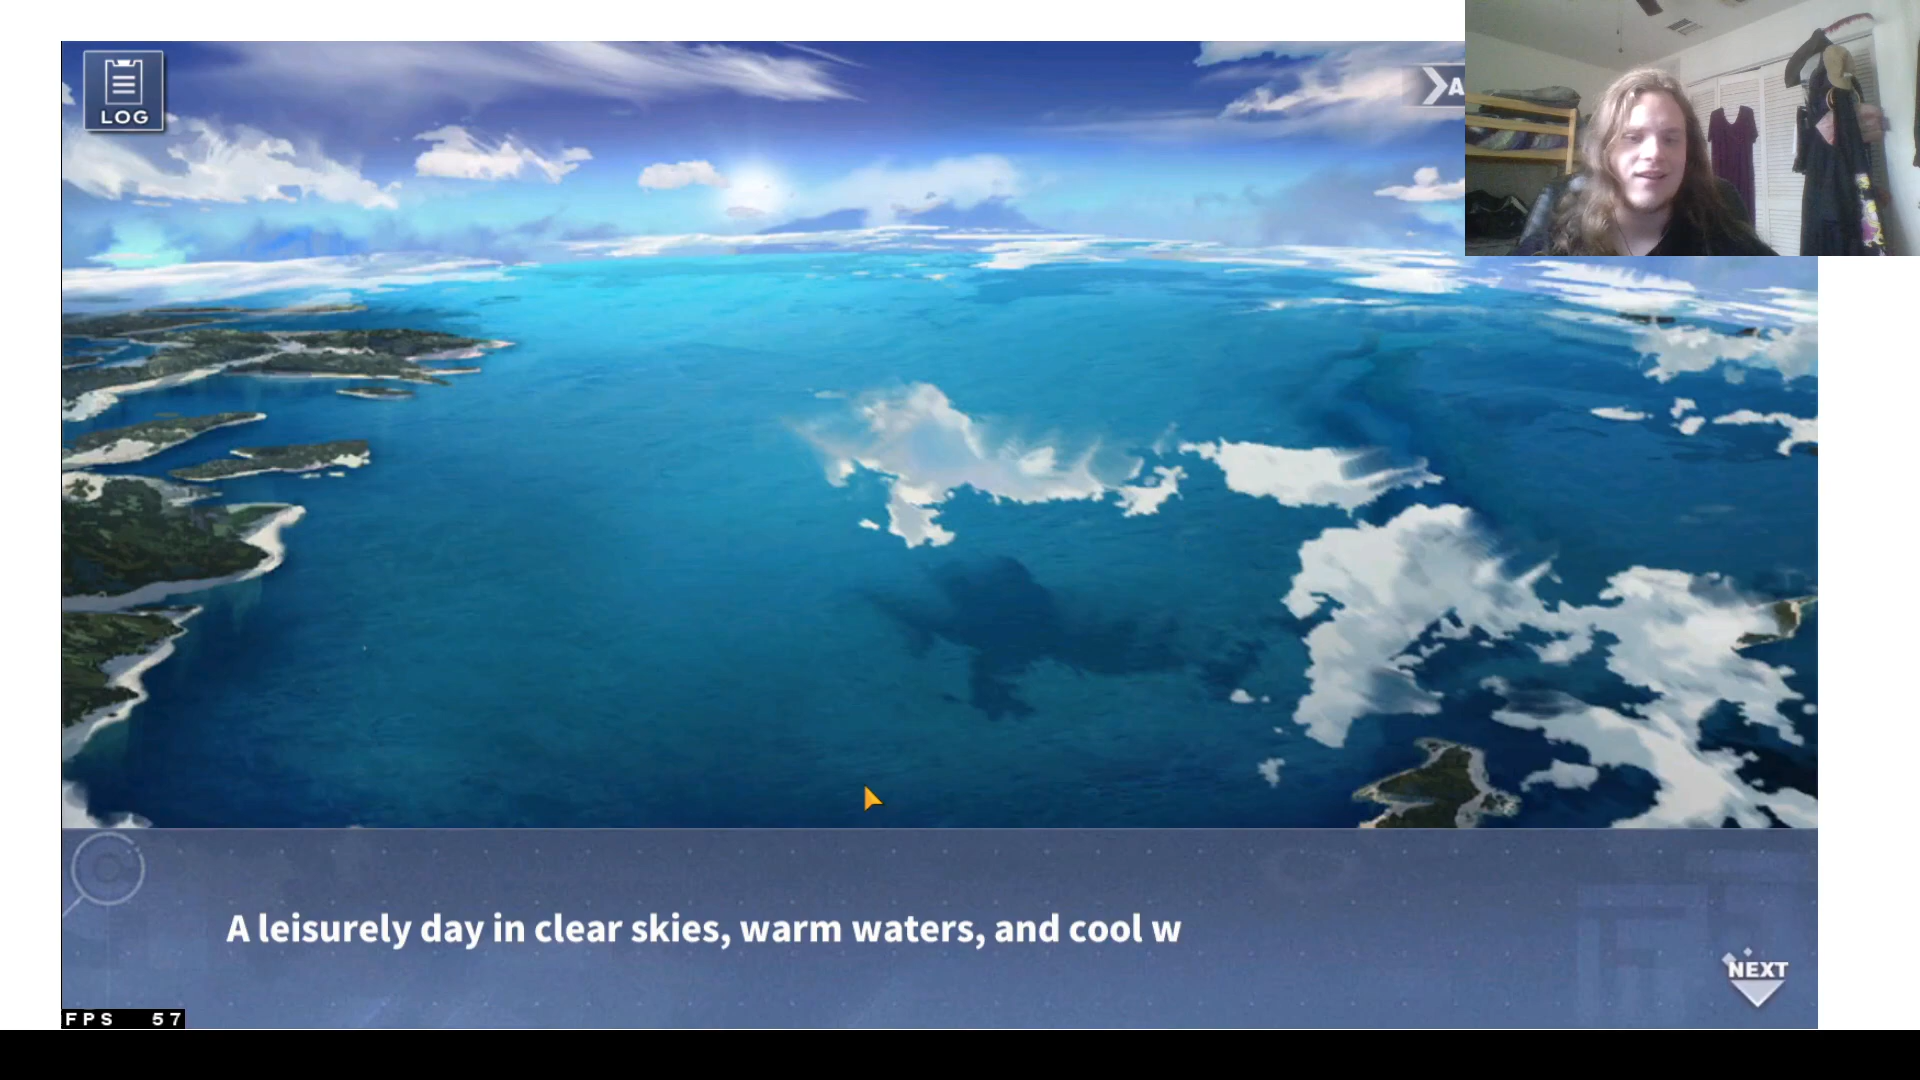 LOG
A
A leisurely day in clear skies, warm waters, and cool w
NEXT
FPS 57